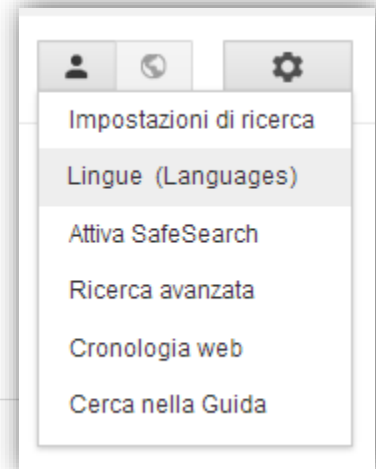 Impostazioni di ricerca
Lingue (Languages)
Attiva SafeSearch
Ricerca avanzata
Cronologia web
Cerca nella Guida